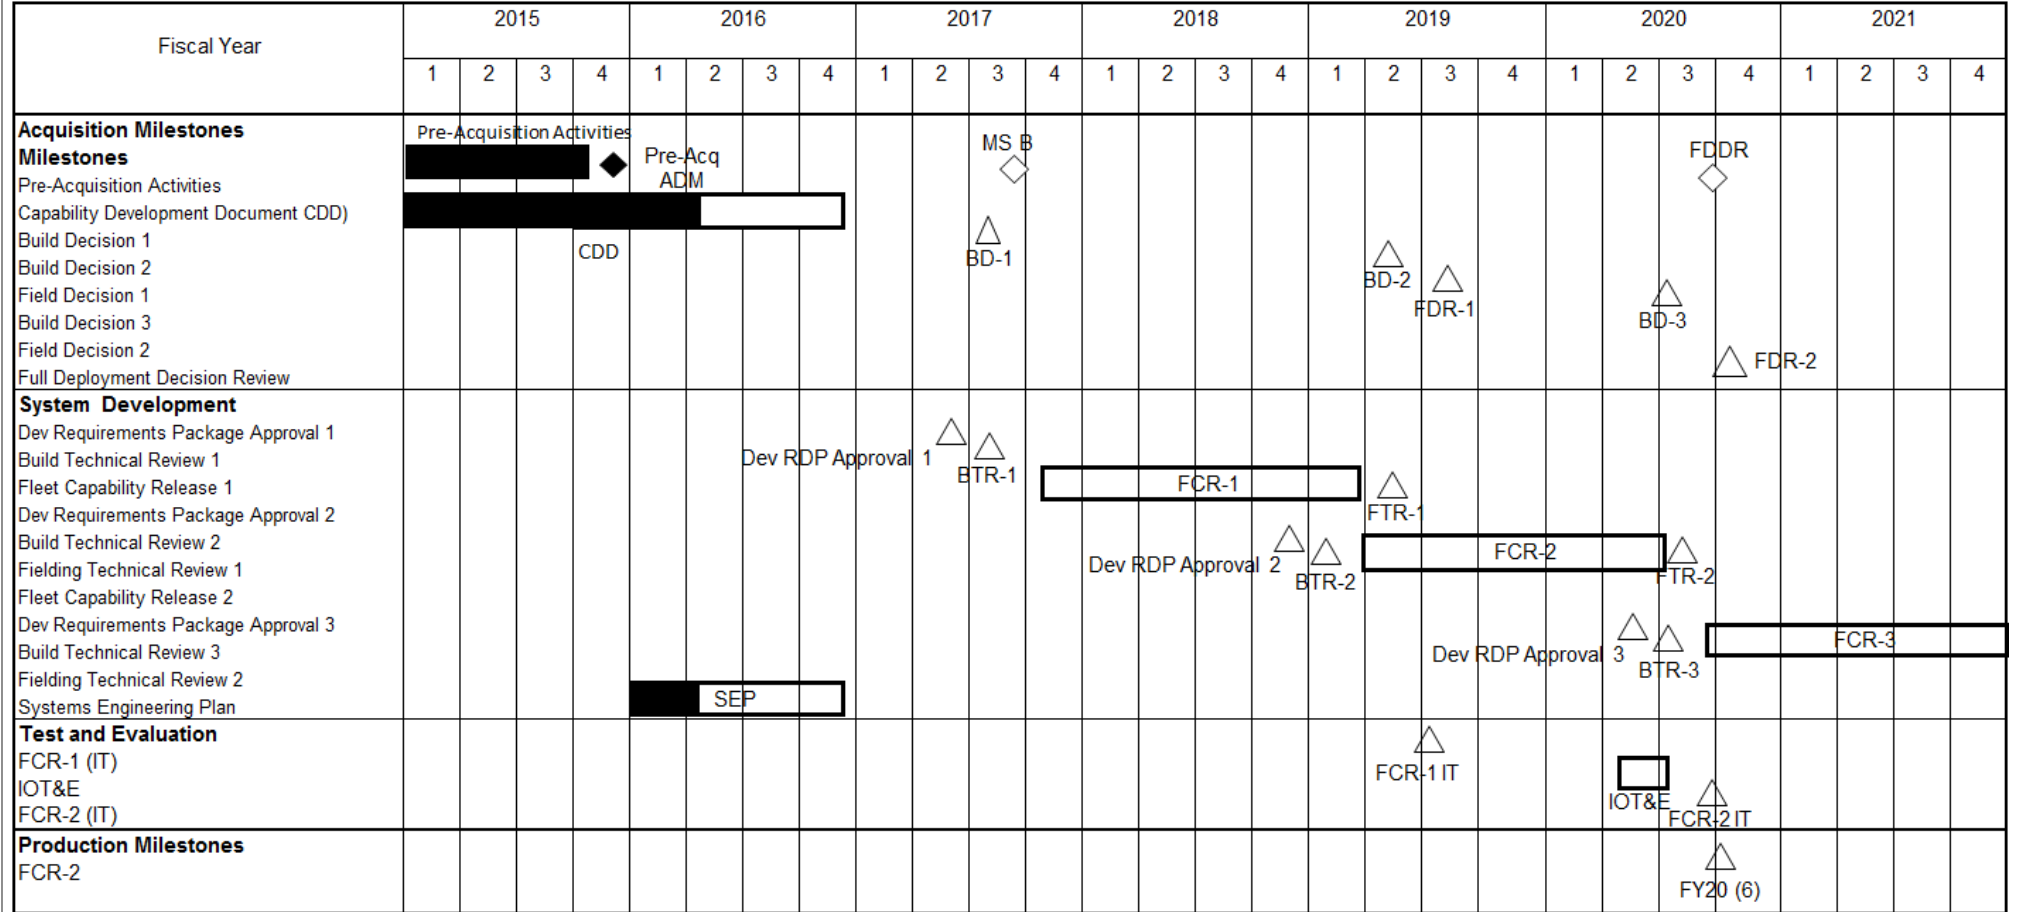 Fiscal Year
2015 2016 2017 2018 2019 2020 2021
1 2 3 4 1 2 3 4 1 2 3 4 1 2 3 4 1 2 3 4 1 2 3 4 1 2 3 4
Acquisition Milestones
Milestones
Pre-Acquisition Activities
Capability Development Document CDD)
Build Decision 1
Build Decision 2
Field Decision 1
Build Decision 3
Field Decision 2
Full Deployment Decision Review
Pre-Acquisition Activities
Pre-Acq
ADM
CDD
MS B
BD-1
BD-2
FDR-1
BD-3
FDDR
FDR-2
System Development
Dev Requirements Package Approval 1
Build Technical Review 1
Fleet Capability Release 1
Dev Requirements Package Approval 2
Build Technical Review 2
Fielding Technical Review 1
Fleet Capability Release 2
Dev Requirements Package Approval 3
Build Technical Review 3
Fielding Technical Review 2
Systems Engineering Plan
Dev RDP Approval 1
BTR-1
FCR-1
FTR-1
Dev RDP Approval 2
BTR-2
FCR-2
FTR-2
Dev RDP Approval 3
BTR-3
FCR-3
SEP
Test and Evaluation
FCR-1 (IT)
IOT&E
FCR-2 (IT)
FCR-1 IT
IOT&E
FCR-2 IT
Production Milestones
FCR-2
FY20 (6)